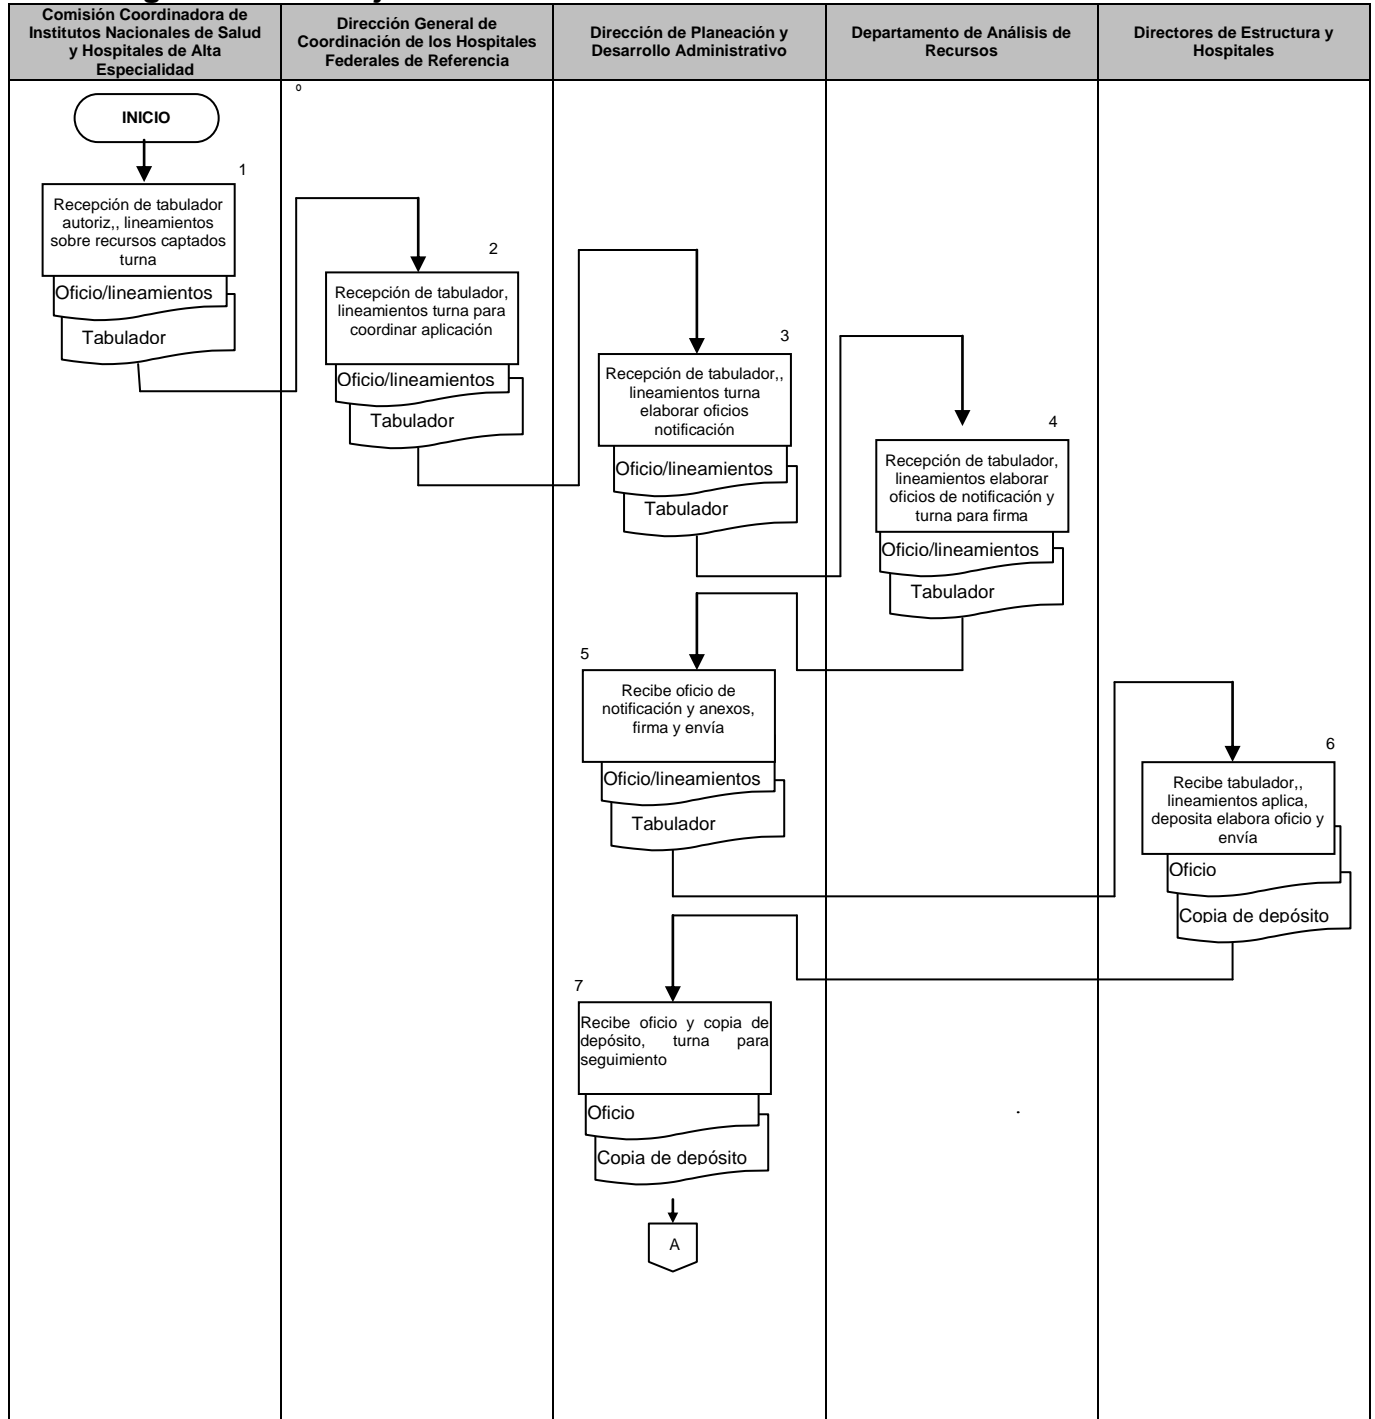 Comisión Coordinadora de
Institutos Nacionales de Salud
y Hospitales de Alta
Especialidad
Dirección General de
Coordinación de los Hospitales
Federales de Referencia
Dirección de Planeación y
Desarrollo Administrativo
Departamento de Análisis de
Recursos
Directores de Estructura y
Hospitales
º
INICIO
1
Recepción de tabulador
autoriz,, lineamientos
sobre recursos captados
turna
Oficio/lineamientos
Tabulador
2
Recepción de tabulador,
lineamientos turna para
coordinar aplicación
Oficio/lineamientos
Tabulador
3
Recepción de tabulador,,
lineamientos turna
elaborar oficios
notificación
Oficio/lineamientos
Tabulador
4
Recepción de tabulador,
lineamientos elaborar
oficios de notificación y
turna para firma
Oficio/lineamientos
Tabulador
5
Recibe oficio de
notificación y anexos,
firma y envía
Oficio/lineamientos
Tabulador
6
Recibe tabulador,,
lineamientos aplica,
deposita elabora oficio y
envía
Oficio
Copia de depósito
7
Recibe oficio y copia de
depósito, turna para
seguimiento
Oficio
Copia de depósito
.
A